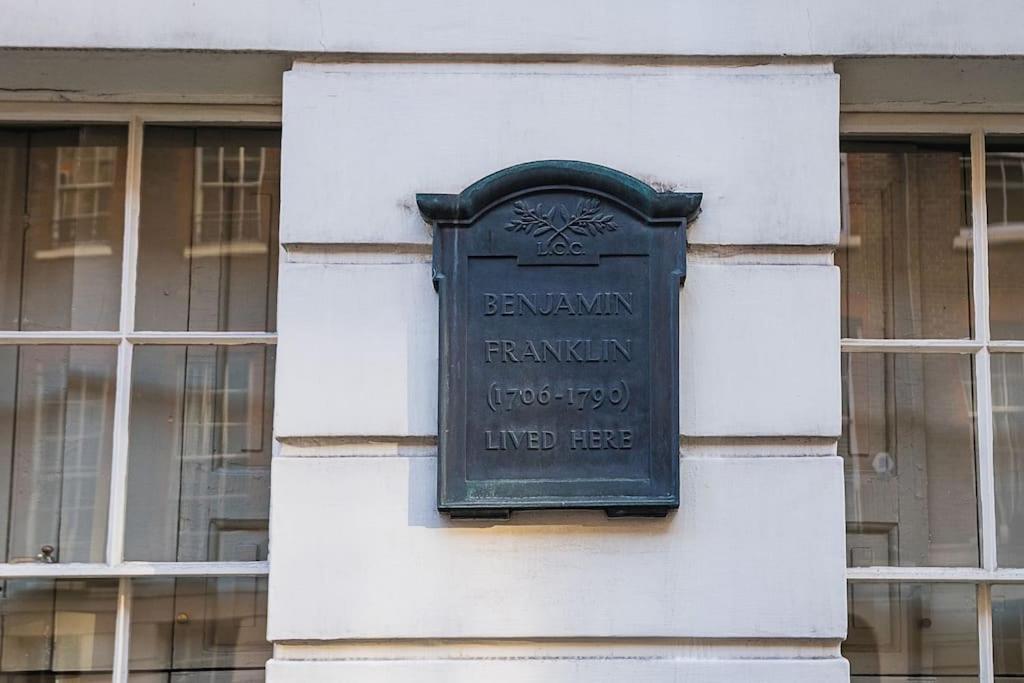 L.C.C.
BENJAMIN
FRANKLIN
(1706-1790)
LIVED HERE